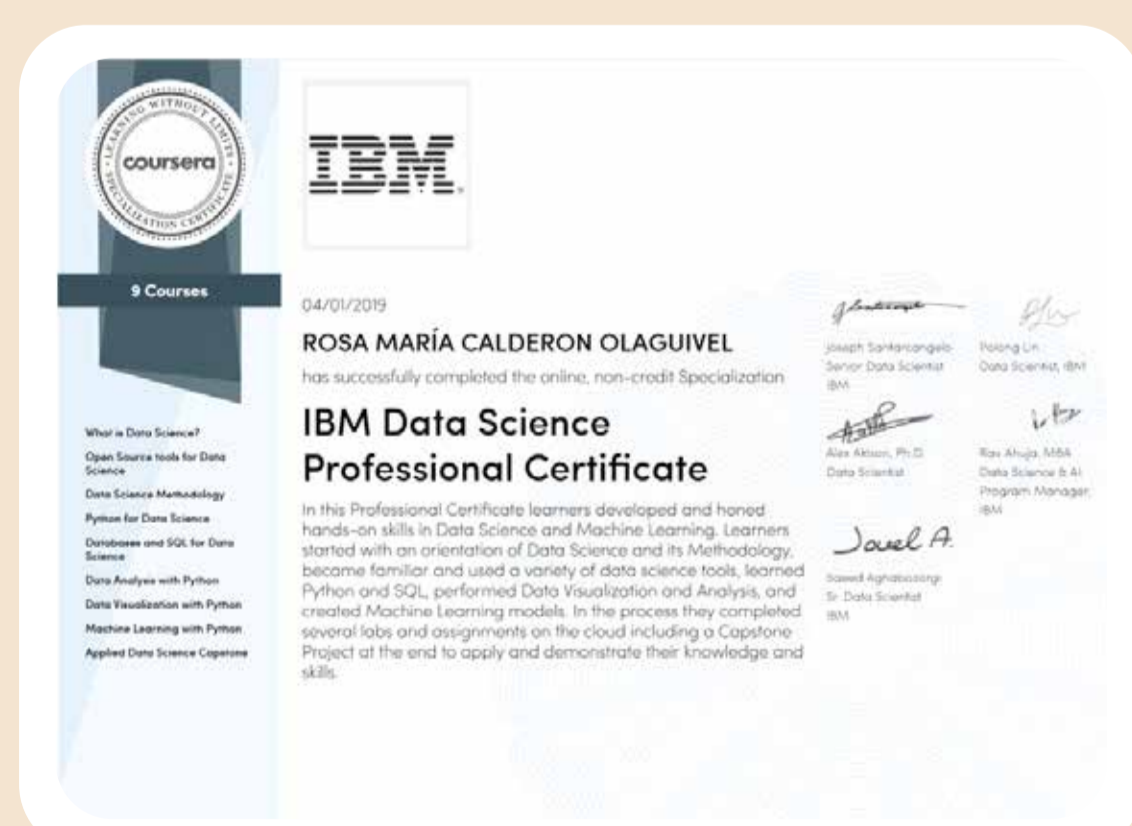 LEARNING WITHOUT LIMITS
coursera
SPECIALIZATION CERTIFICATE
9 Courses
What is Data Science?
Open Source tools for Data
Science
Data Science Methodology
Python for Data Science
Databases and SQL for Data
Science
Data Analysis with Python
Data Visualization with Python
Machine Learning with Python
Applied Data Science Capstone
IBM
04/01/2019
ROSA MARÍA CALDERON OLAGUIVEL
has successfully completed the online, non-credit Specialization
IBM Data Science
Professional Certificate
In this Professional Certificate learners developed and honed
hands-on skills in Data Science and Machine Learning. Learners
started with an orientation of Data Science and its Methodology,
became familiar and used a variety of data science tools, learned
Python and SQL, performed Data Visualization and Analysis, and
created Machine Learning models. In the process they completed
several labs and assignments on the cloud including a Capstone
Project at the end to apply and demonstrate their knowledge and
skills.
Joseph Santarcangelo
Senior Data Scientist
IBM
Polong Lin
Data Scientist, IBM
Alex Aklson, Ph.D
Data Scientist
Rav Ahuja, MBA
Data Science & AI
Program Manager,
IBM
Saeed Aghabozorgi
Sr. Data Scientist
IBM